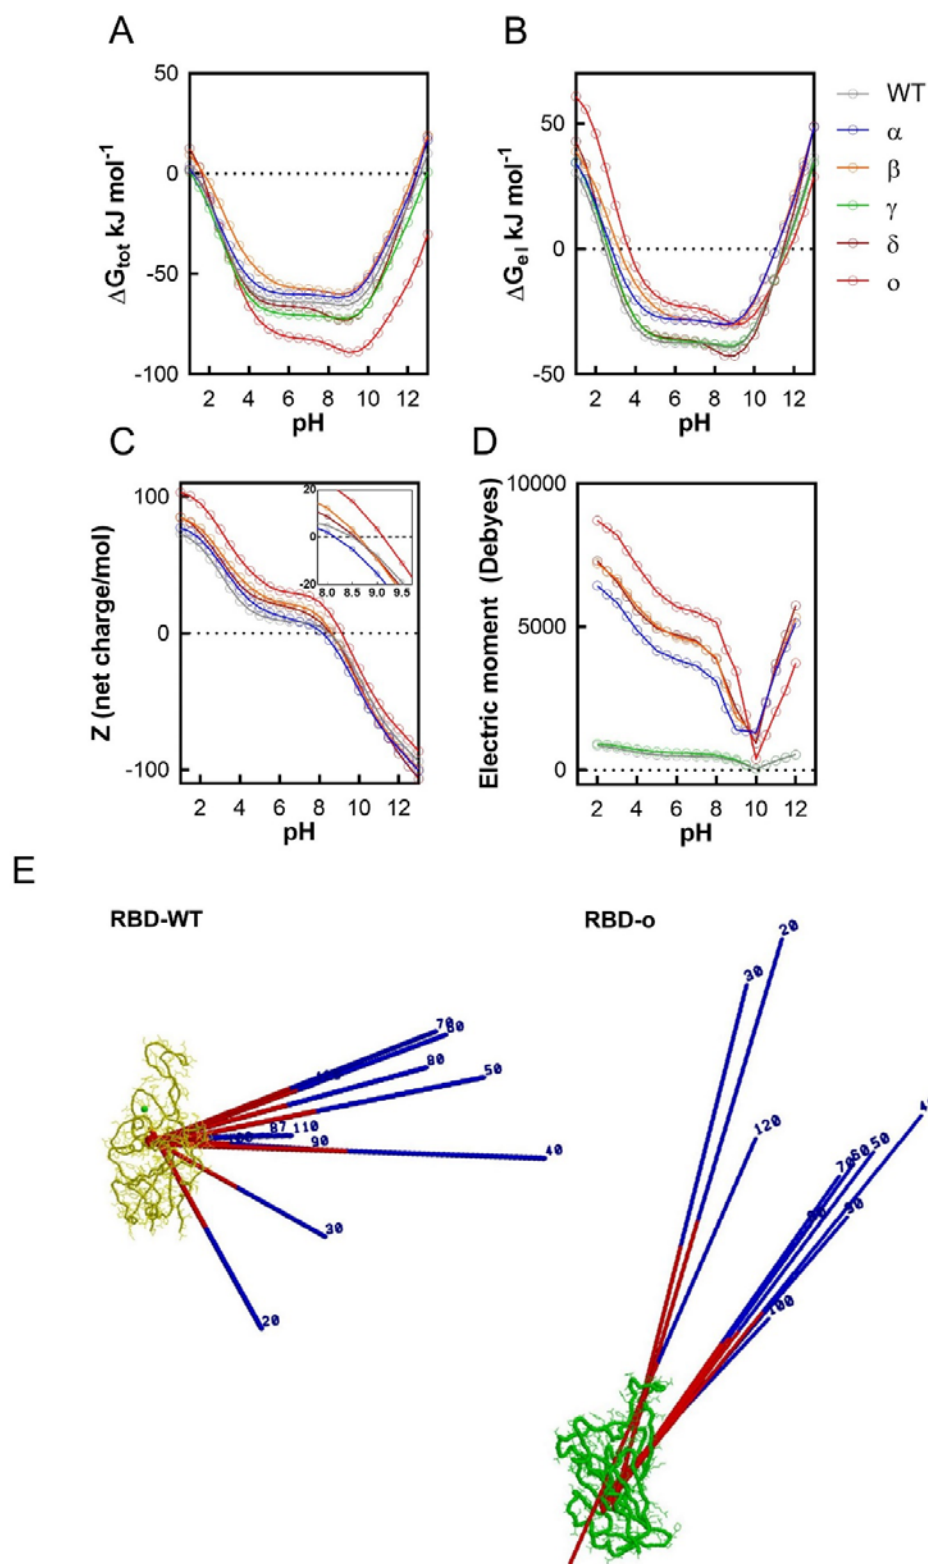 A
B
50
0
-50
-100
ΔG_tot kJ mol⁻¹
2 4 6 8 10 12
pH
50
0
-50
ΔG_el kJ mol⁻¹
2 4 6 8 10 12
pH
WT
α
β
γ
δ
o
C
D
100
0
-100
Z (net charge/mol)
20
0
-20
8.0 8.5 9.0 9.5
2 4 6 8 10 12
pH
10000
5000
0
Electric moment (Debyes)
2 4 6 8 10 12
pH
E
RBD-WT
70
80
50
87 110
90
40
30
20
RBD-o
20
30
120
50
60
70
100